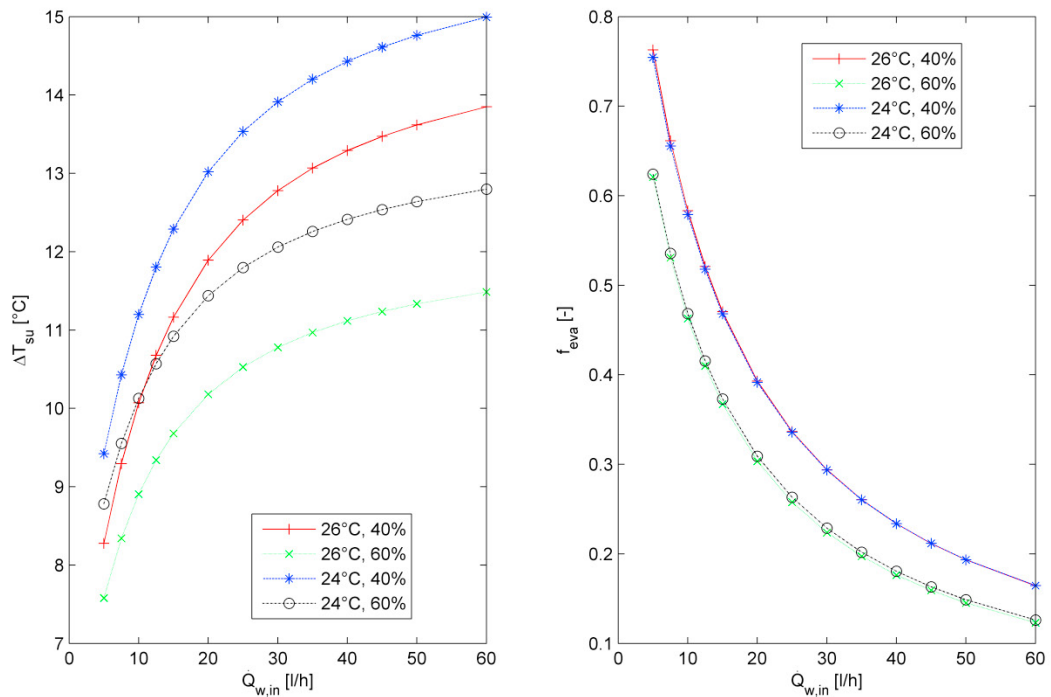 15
14
13
12
11
10
9
8
7
ΔT_su [°C]
26°C, 40%
26°C, 60%
24°C, 40%
24°C, 60%
0 10 20 30 40 50 60
Q̇_w,in [l/h]
0.8
0.7
0.6
0.5
0.4
0.3
0.2
0.1
f_eva [-]
26°C, 40%
26°C, 60%
24°C, 40%
24°C, 60%
0 10 20 30 40 50 60
Q̇_w,in [l/h]